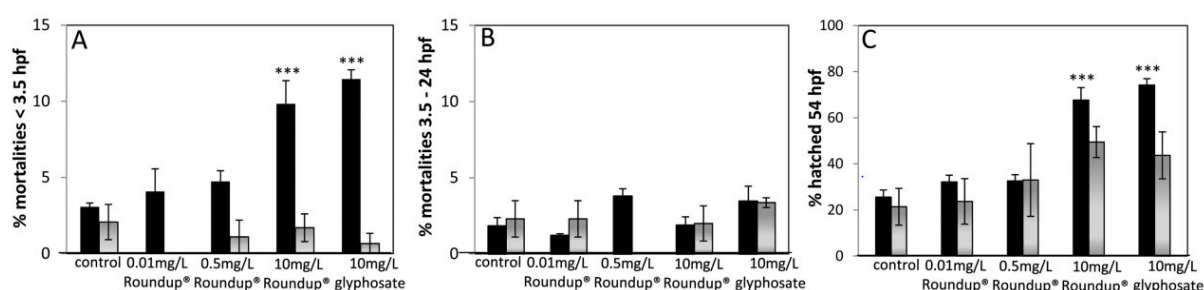 A
% mortalities < 3.5 hpf
15
10
5
0
***
***
control 0.01mg/L 0.5mg/L 10mg/L 10mg/L
Roundup® Roundup® Roundup® glyphosate
B
% mortalities 3.5 - 24 hpf
15
10
5
0
control 0.01mg/L 0.5mg/L 10mg/L 10mg/L
Roundup® Roundup® Roundup® glyphosate
C
% hatched 54 hpf
100
80
60
40
20
0
***
***
control 0.01mg/L 0.5mg/L 10mg/L 10mg/L
Roundup® Roundup® Roundup® glyphosate